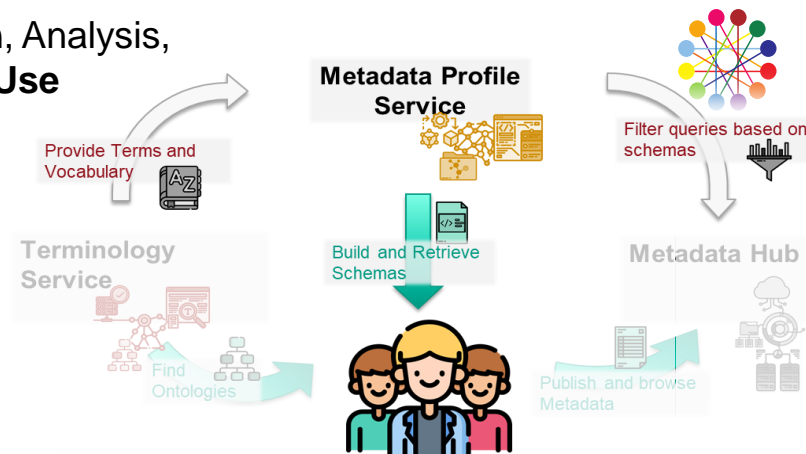 , Analysis,
Use
Metadata Profile
Service
Provide Terms and
Vocabulary
AZ
Filter queries based on
schemas
Terminology
Service
Build and Retrieve
Schemas
Metadata Hub
Find
Ontologies
Publish and browse
Metadata